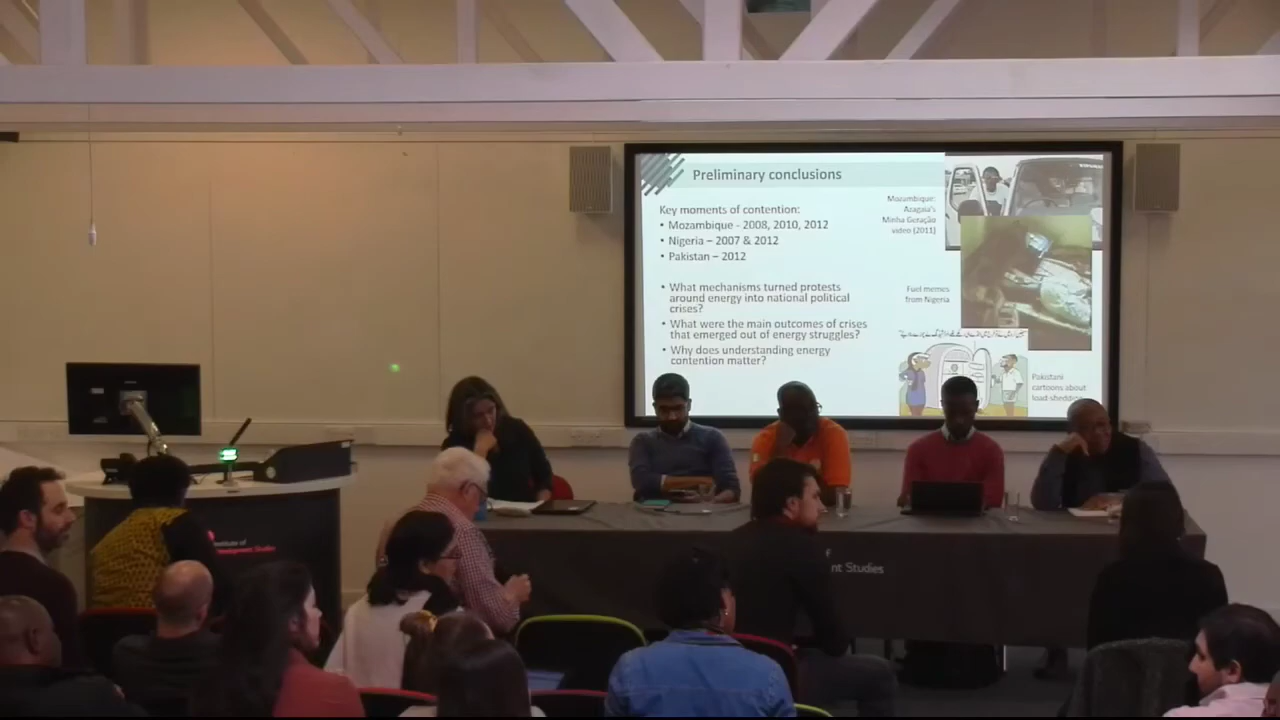 Preliminary conclusions
Key moments of contention:
• Mozambique - 2008, 2010, 2012
• Nigeria – 2007 & 2012
• Pakistan – 2012
• What mechanisms turned protests
around energy into national political
crises?
• What were the main outcomes of crises
that emerged out of energy struggles?
• Why does understanding energy
contention matter?
Mozambique:
Azagaia's
Minha Geração
video (2011)
Fuel memes
from Nigeria
Pakistani
cartoons about
load shedding
Institute of
Development Studies
nt Studies